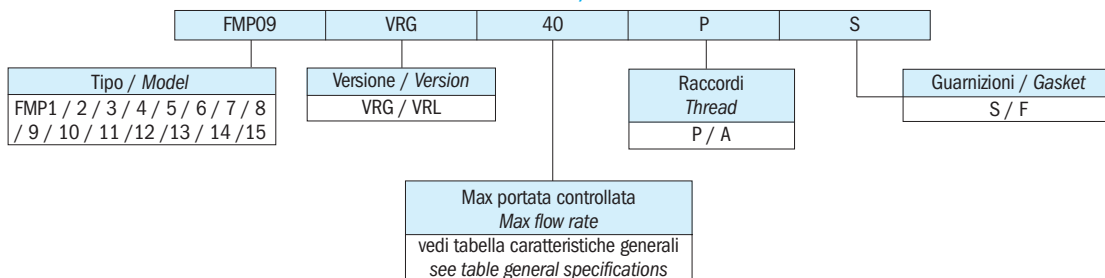 FMP09 VRG 40 P S
Tipo / Model
FMP1 / 2 / 3 / 4 / 5 / 6 / 7 / 8
/ 9 / 10 / 11 /12 /13 / 14 /15
Versione / Version
VRG / VRL
Raccordi
Thread
P / A
Guarnizioni / Gasket
S / F
Max portata controllata
Max flow rate
vedi tabella caratteristiche generali
see table general specifications